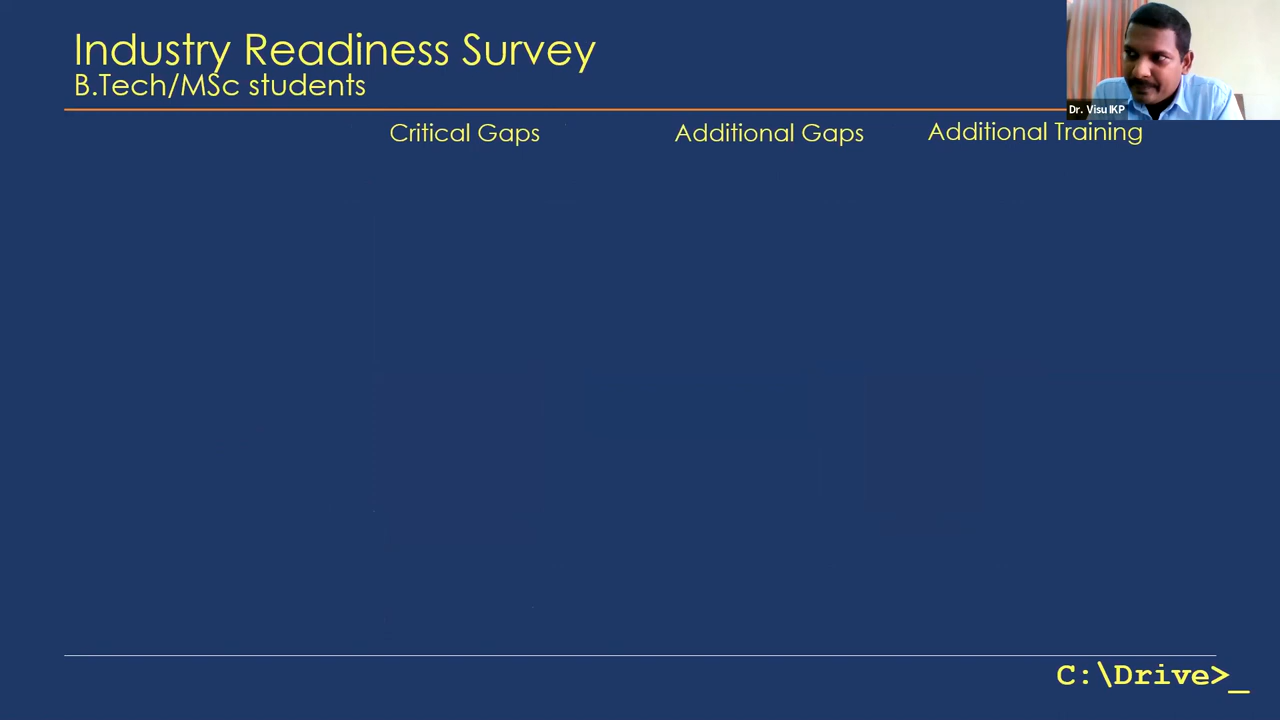 Industry Readiness Survey
B.Tech/MSc students
Dr. Visu IKP
Critical Gaps
Additional Gaps
Additional Training
C:\Drive>_